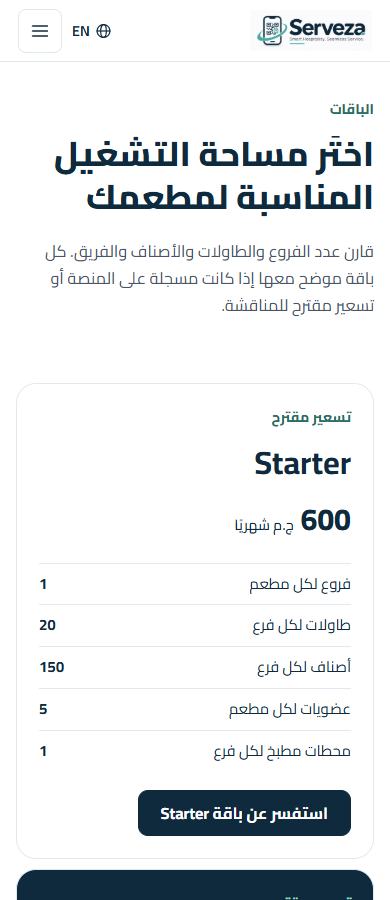 Serveza
Smart Hospitality. Seamless Service.
EN
الباقات
اختَر مساحة التشغيل
المناسبة لمطعمك
قارن عدد الفروع والطاولات والأصناف والفريق. كل
باقة موضح معها إذا كانت مسجلة على المنصة أو
تسعير مقترح للمناقشة.
تسعير مقترح
Starter
600 ج.م شهريًا
فروع لكل مطعم 1
طاولات لكل فرع 20
أصناف لكل فرع 150
عضويات لكل مطعم 5
محطات مطبخ لكل فرع 1
استفسر عن باقة Starter